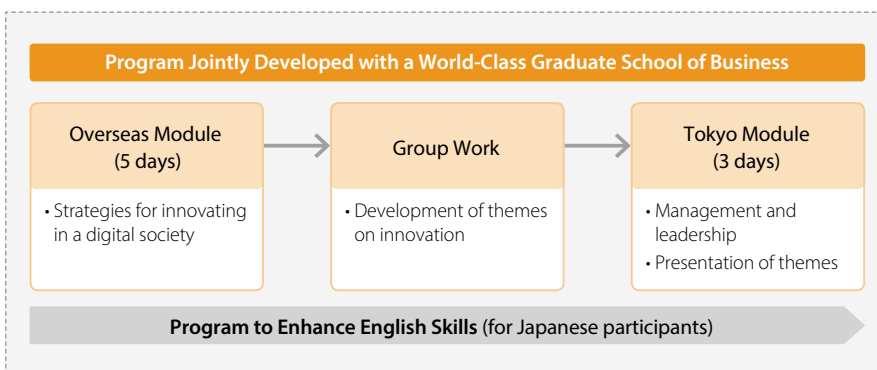 Program Jointly Developed with a World-Class Graduate School of Business
Overseas Module
(5 days)
• Strategies for innovating
in a digital society
Group Work
• Development of themes
on innovation
Tokyo Module
(3 days)
• Management and
leadership
• Presentation of themes
Program to Enhance English Skills (for Japanese participants)